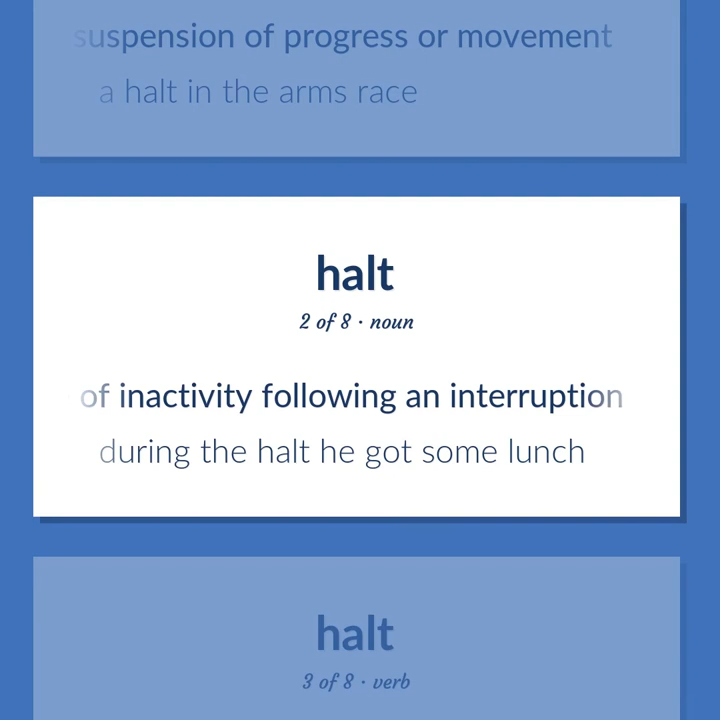 suspension of progress or movement
a halt in the arms race
halt
2 of 8 · noun
of inactivity following an interruption
during the halt he got some lunch
halt
3 of 8 · verb